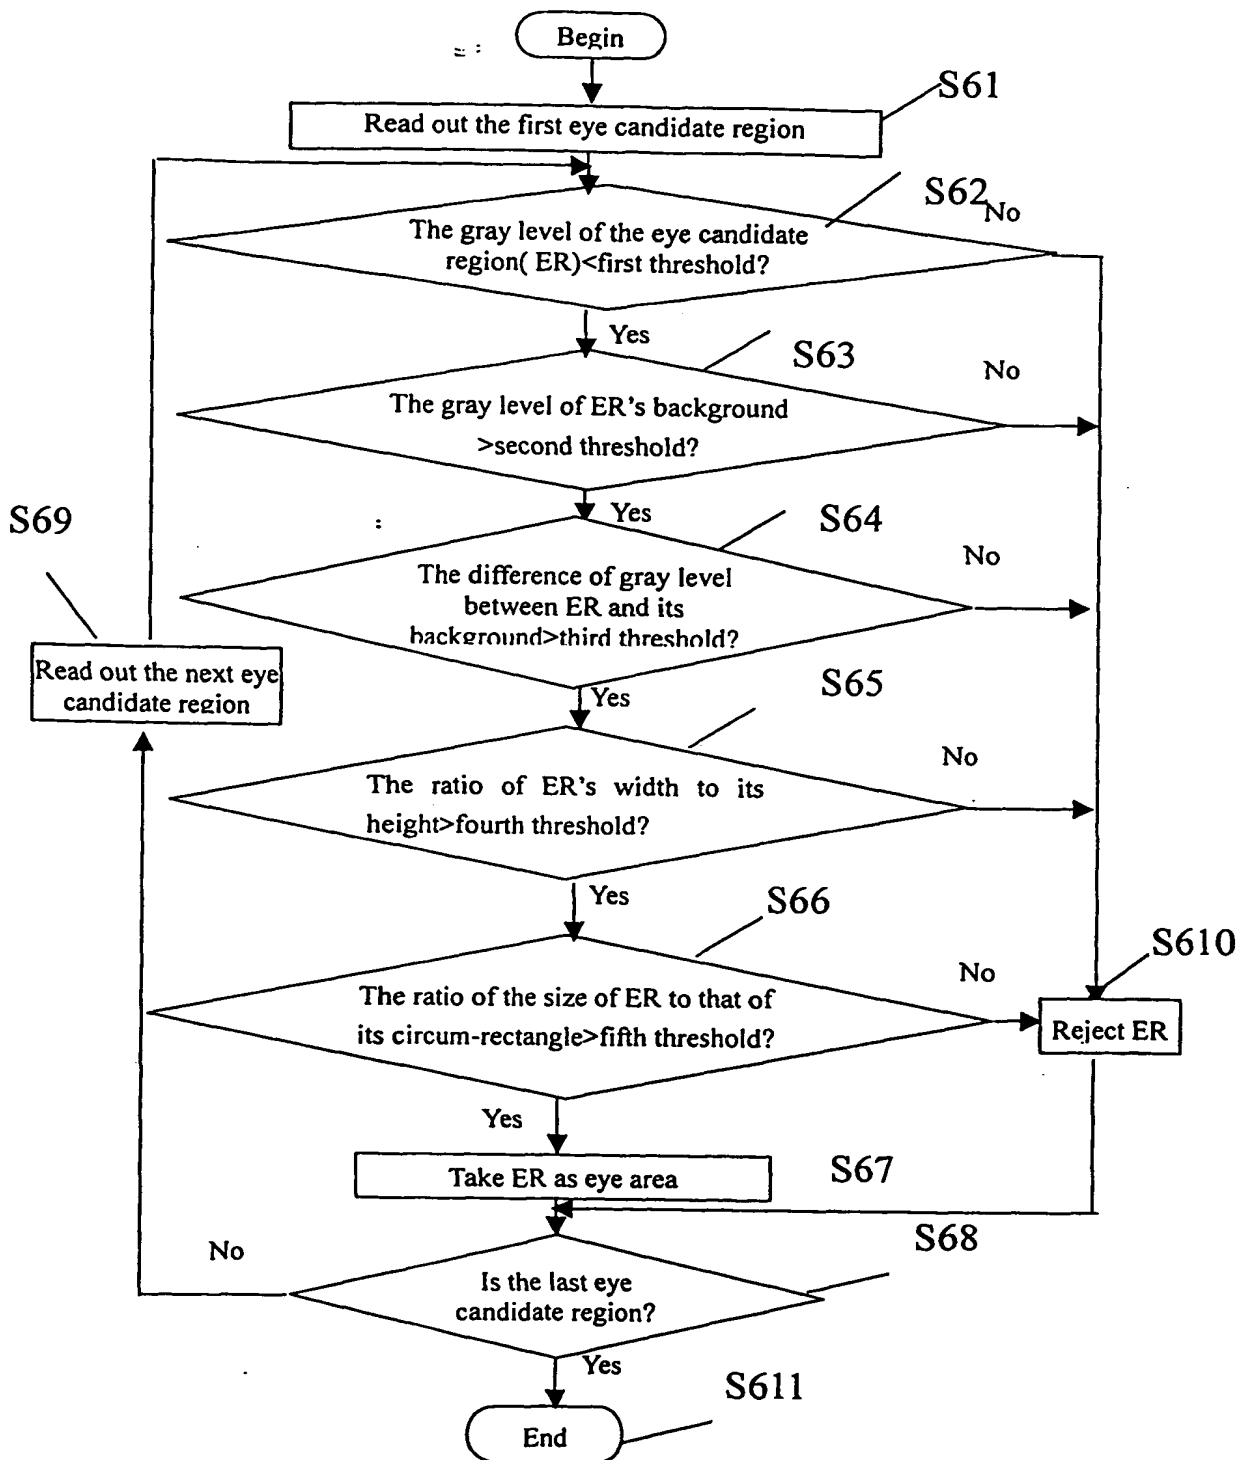 Begin
S61
Read out the first eye candidate region
S62
No
The gray level of the eye candidate
region( ER)<first threshold?
Yes
S63
No
The gray level of ER's background
>second threshold?
Yes
S69
S64
No
The difference of gray level
between ER and its
background>third threshold?
Read out the next eye
candidate region
Yes
S65
No
The ratio of ER's width to its
height>fourth threshold?
Yes
S66
No
S610
The ratio of the size of ER to that of
its circum-rectangle>fifth threshold?
Reject ER
Yes
Take ER as eye area
S67
No
S68
Is the last eye
candidate region?
Yes
S611
End